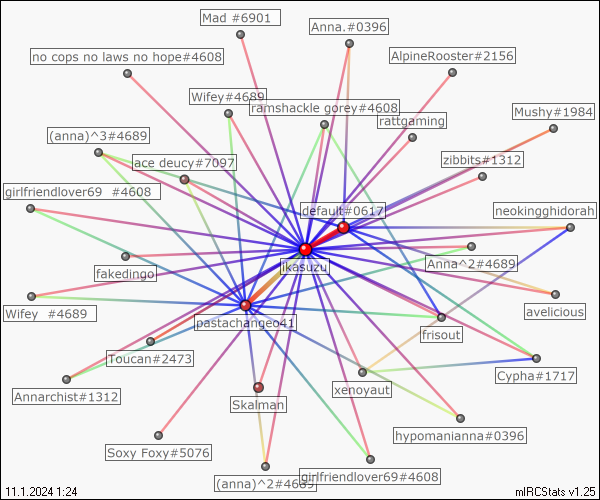 Mad #6901
Anna.#0396
no cops no laws no hope#4608
AlpineRooster#2156
Wifey#4689
ramshackle gorey#4608
Mushy#1984
rattgaming
(anna)^3#4689
ace deucy#7097
zibbits#1312
girlfriendlover69 #4608
default#0617
neokingghidorah
jikasuzu
Anna^2#4689
fakedingo
avelicious
Wifey #4689
pastachangeo41
frisout
Toucan#2473
Cypha#1717
xenoyaut
Annarchist#1312
Skalman
hypomanianna#0396
Soxy Foxy#5076
(anna)^2#4689
girlfriendlover69#4608
11.1.2024 1:24
mIRCStats v1.25